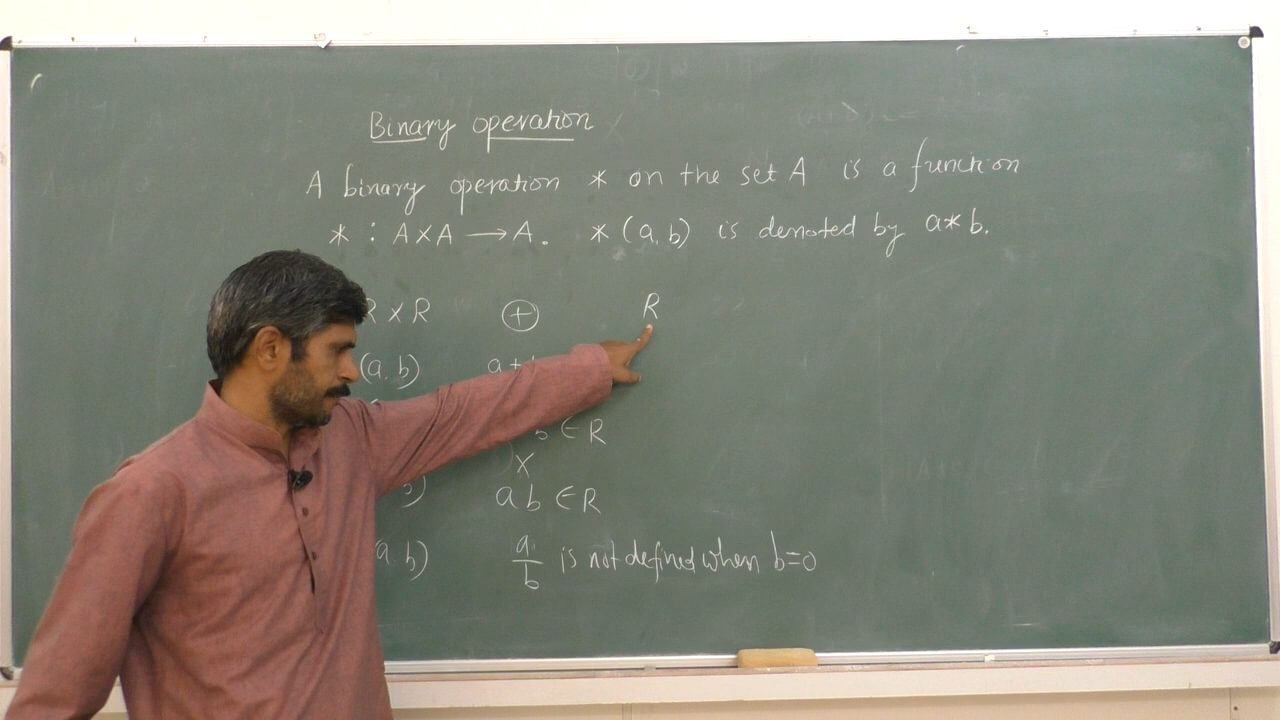 Binary operation
A binary operation * on the set A is a function
* : A×A → A. * (a, b) is denoted by a*b.
R × R + R
(a, b) a+b
b ∈ R
×
b) ab ∈ R
a b) a/b is not defined when b=0